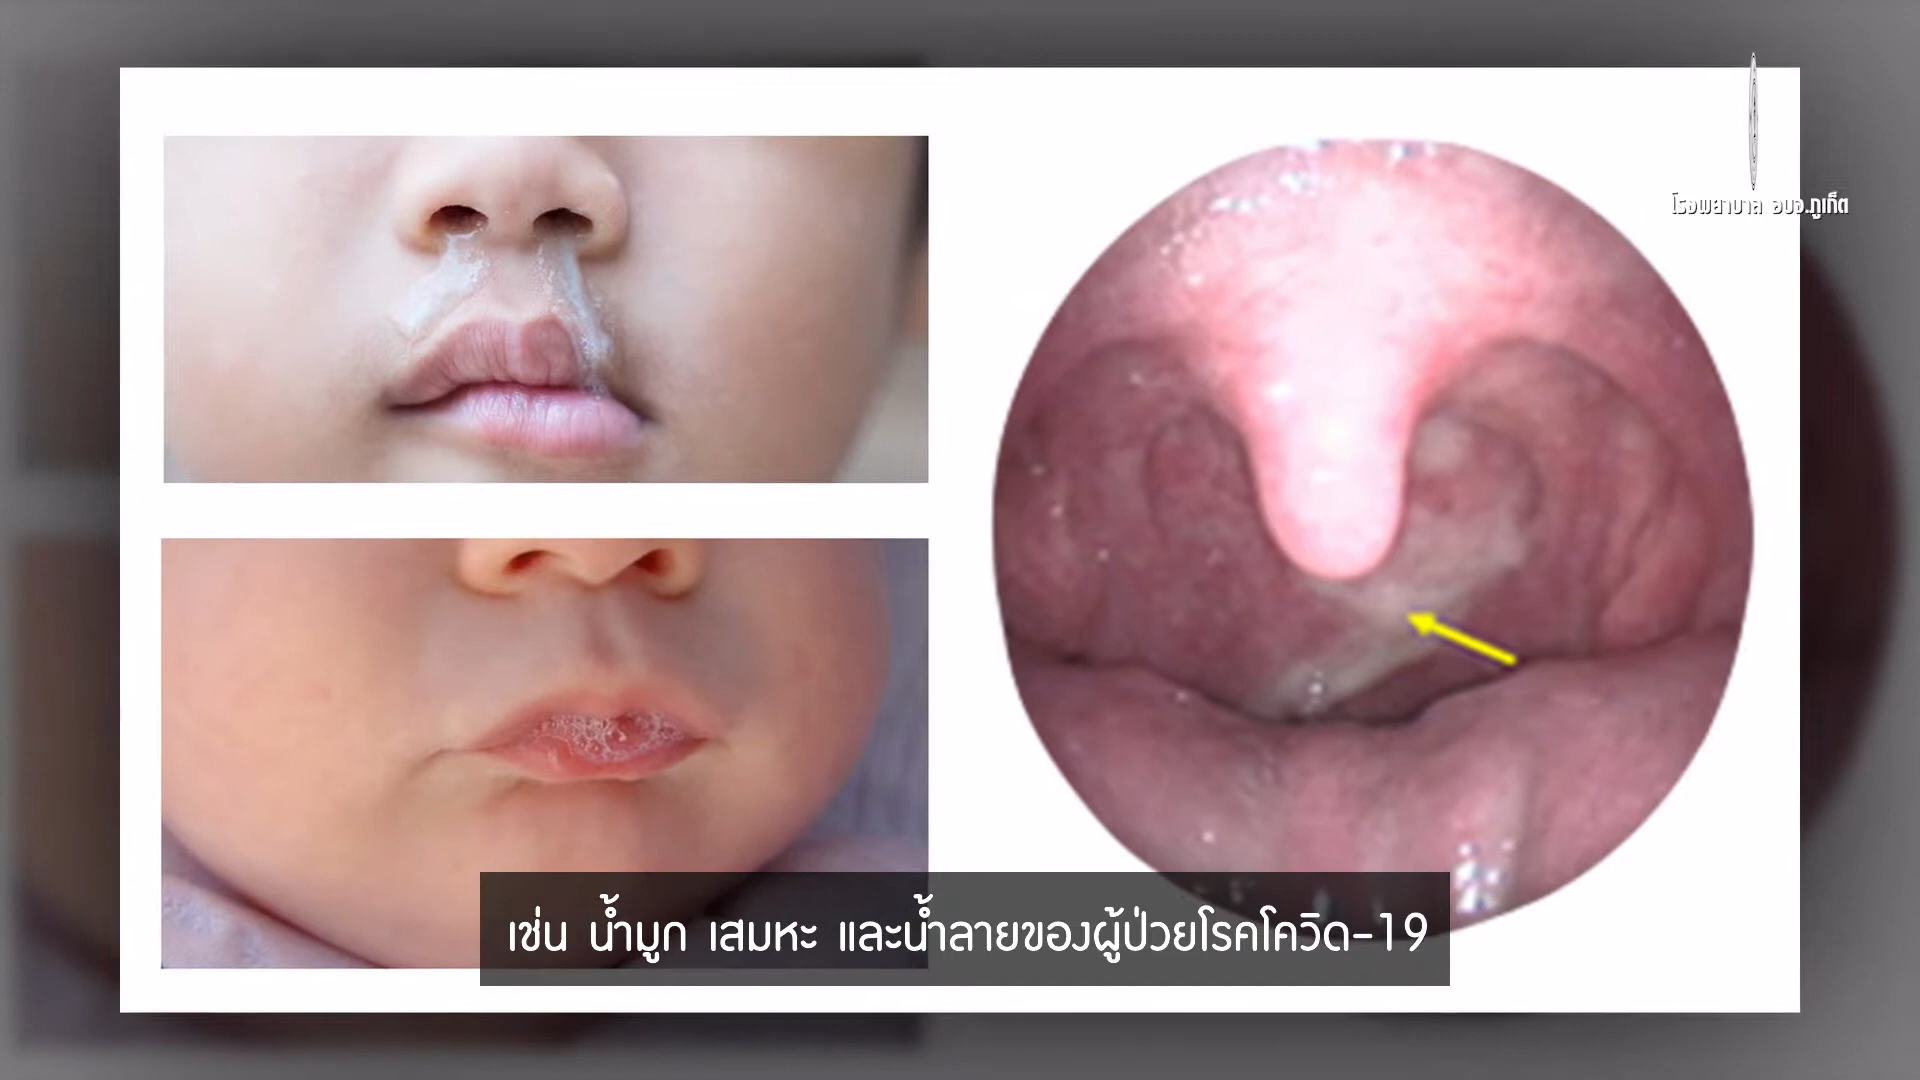 โรงพยาบาล อบจ.ภูเก็ต
เช่น น้ำมูก เสมหะ และน้ำลายของผู้ป่วยโรคโควิด-19